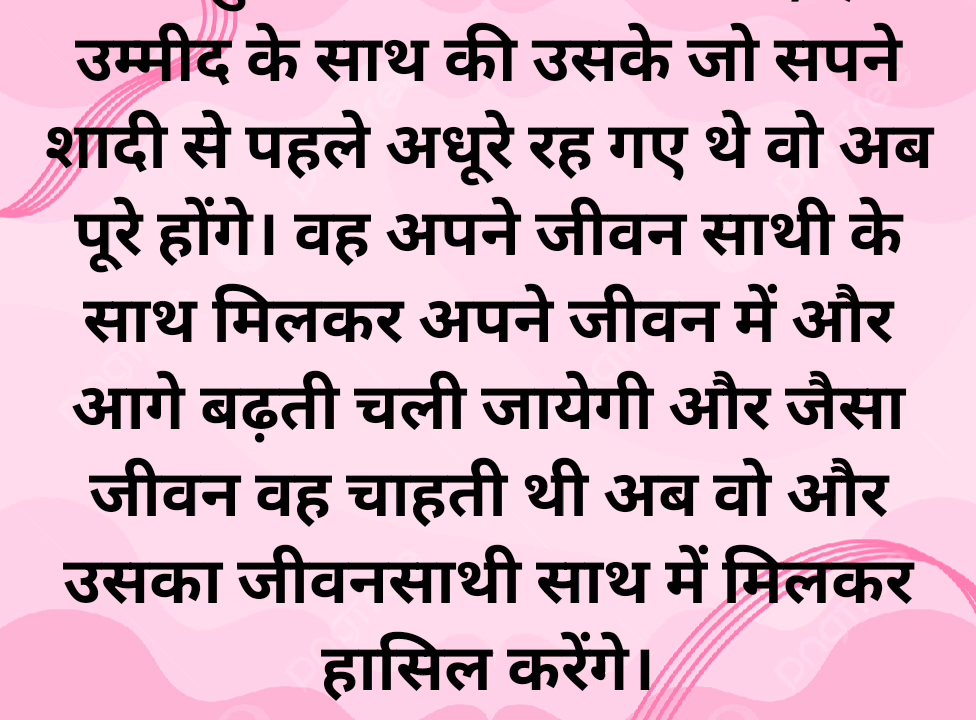 उम्मीद के साथ की उसके जो सपने
शादी से पहले अधूरे रह गए थे वो अब
पूरे होंगे। वह अपने जीवन साथी के
साथ मिलकर अपने जीवन में और
आगे बढ़ती चली जायेगी और जैसा
जीवन वह चाहती थी अब वो और
उसका जीवनसाथी साथ में मिलकर
हासिल करेंगे।